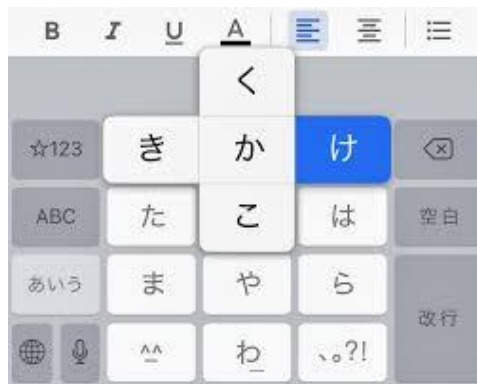 B I U A
く
☆123 き か け
ABC た こ は 空白
あいう ま や ら
改行
^^ わ_ 、。?!